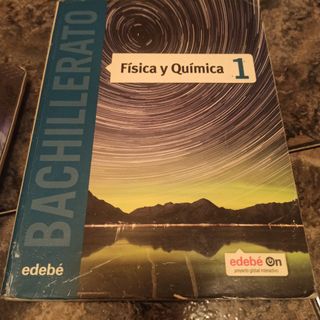 BACHILLERATO
Física y Química 1
edebé
edebé On
proyecto global interactivo